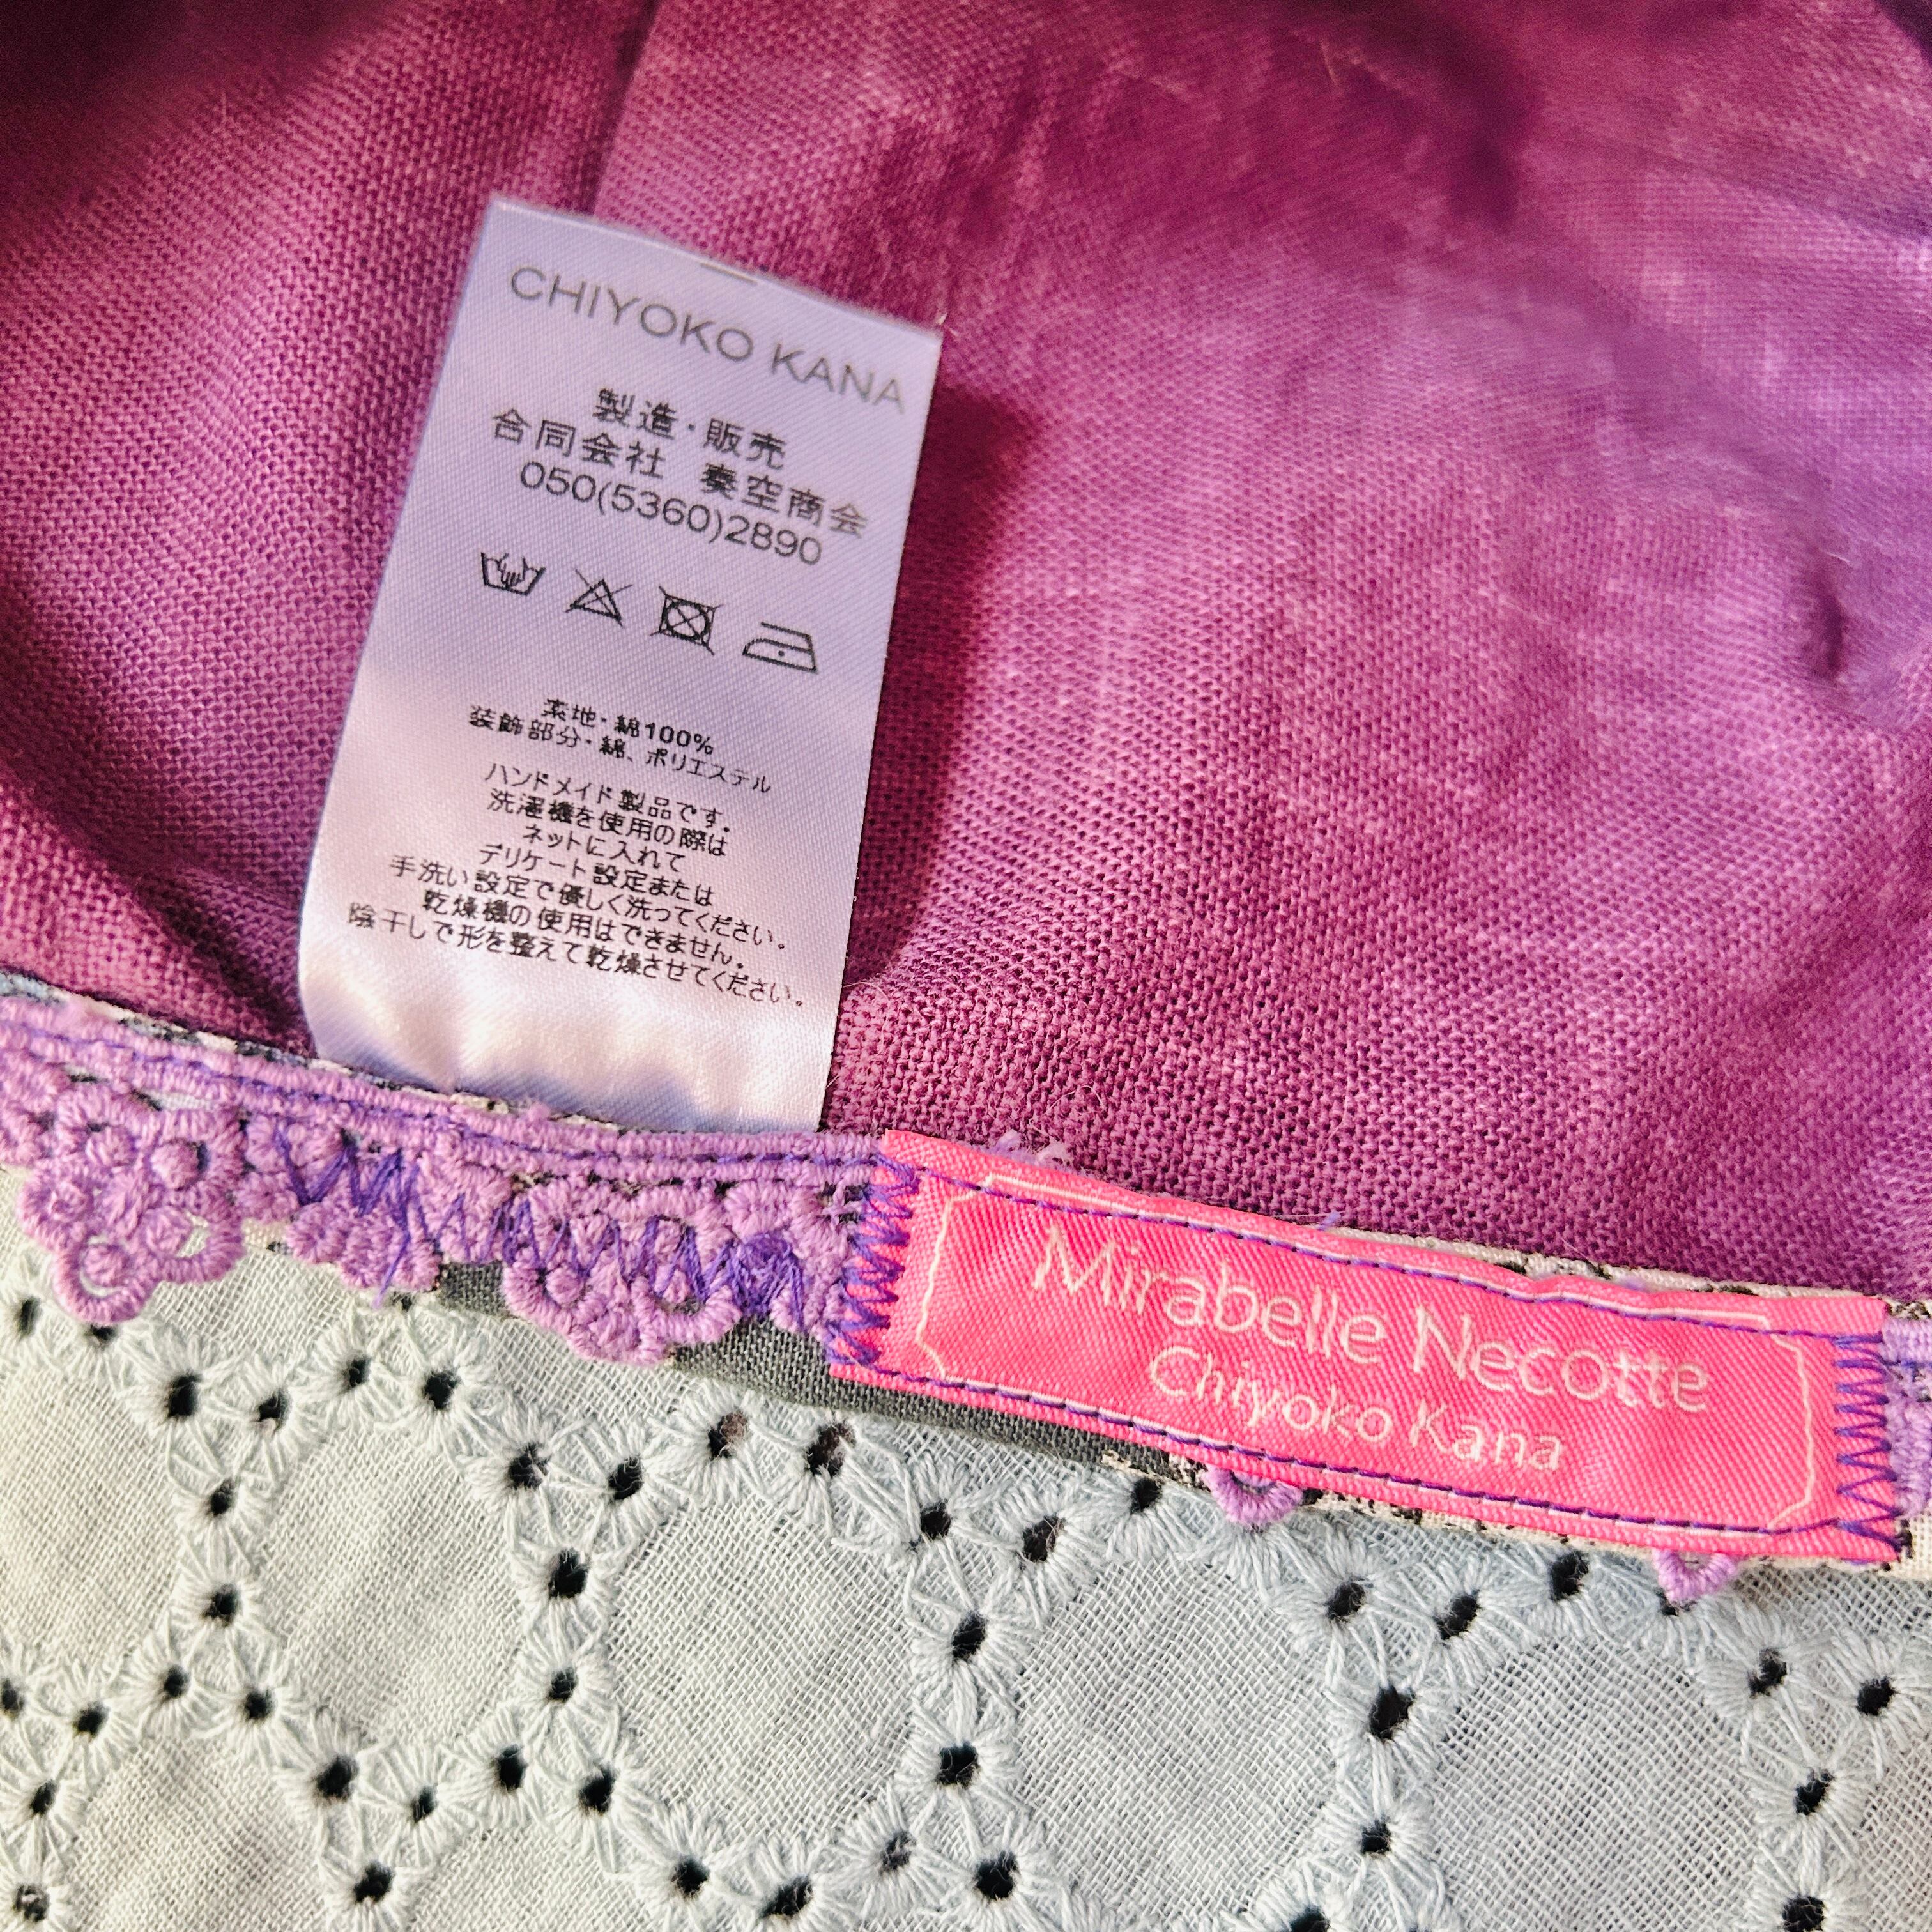 CHIYOKO KANA
製造・販売
合同会社 奏空商会
050(5360)2890
素地・綿100%
装飾部分・綿、ポリエステル
ハンドメイド製品です。
洗濯機を使用の際は
ネットに入れて
デリケート設定または
手洗い設定で優しく洗ってください。
乾燥機の使用はできません。
陰干しで形を整えて乾燥させてください。
Mirabelle Necotte
Chiyoko Kana